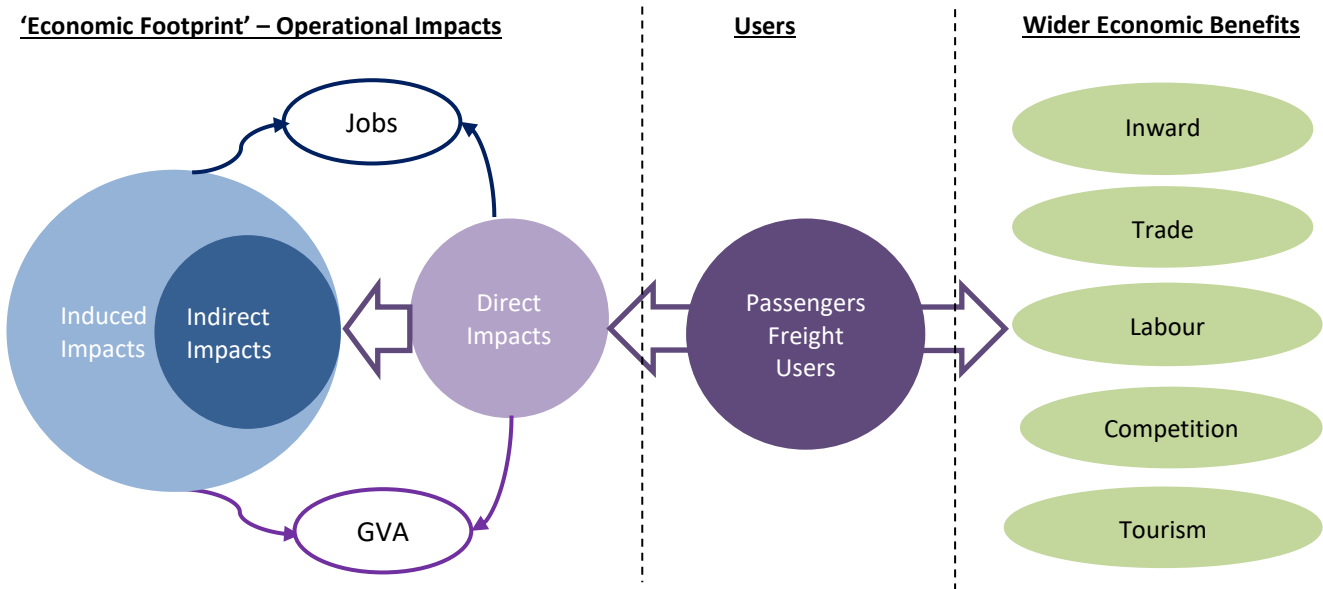 ‘Economic Footprint’ – Operational Impacts
Users
Wider Economic Benefits
Jobs
Induced
Impacts
Indirect
Impacts
Direct
Impacts
GVA
Passengers
Freight
Users
Inward
Trade
Labour
Competition
Tourism